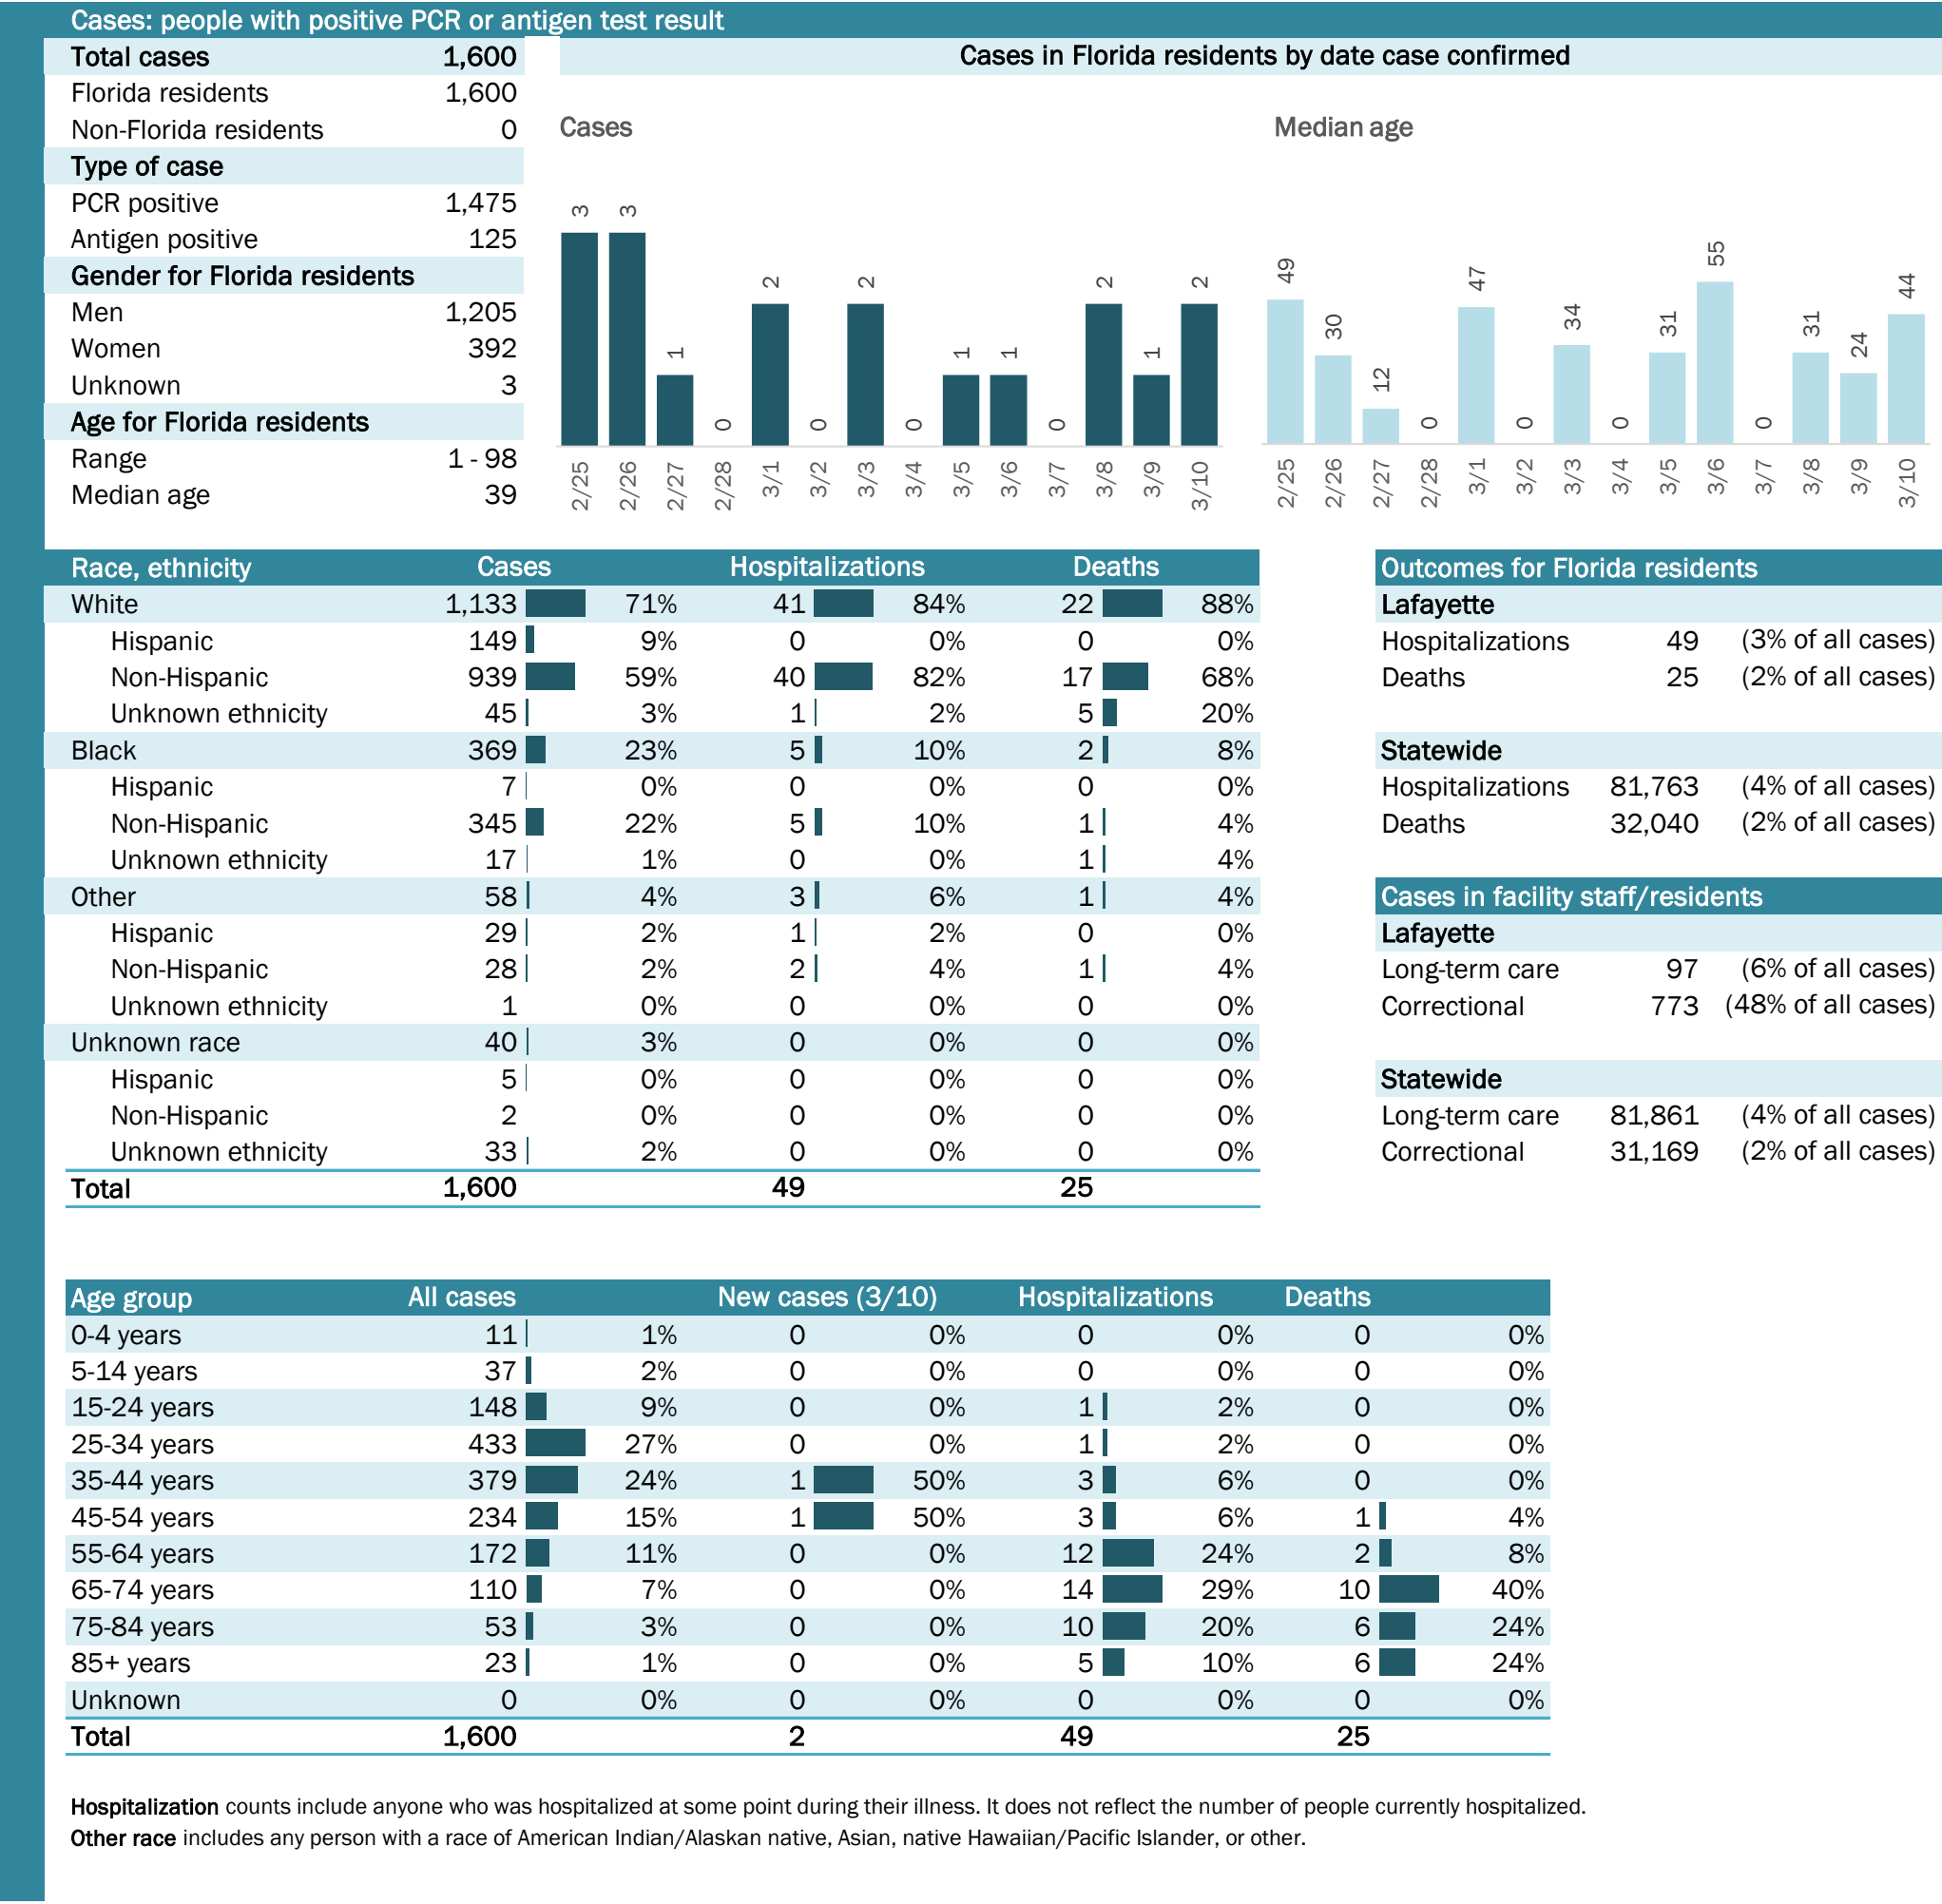 Cases: people with positive PCR or antigen test result
Total cases 1,600
Florida residents 1,600
Non-Florida residents 0
Type of case
PCR positive 1,475
Antigen positive 125
Gender for Florida residents
Men 1,205
Women 392
Unknown 3
Age for Florida residents
Range 1 - 98
Median age 39
Cases in Florida residents by date case confirmed
Cases
3 3 1 0 2 0 2 0 1 1 0 2 1 2
2/25 2/26 2/27 2/28 3/1 3/2 3/3 3/4 3/5 3/6 3/7 3/8 3/9 3/10
Median age
49 30 12 0 47 0 34 0 31 55 0 31 24 44
2/25 2/26 2/27 2/28 3/1 3/2 3/3 3/4 3/5 3/6 3/7 3/8 3/9 3/10
Race, ethnicity Cases Hospitalizations Deaths
White 1,133 71% 41 84% 22 88%
Hispanic 149 9% 0 0% 0 0%
Non-Hispanic 939 59% 40 82% 17 68%
Unknown ethnicity 45 3% 1 2% 5 20%
Black 369 23% 5 10% 2 8%
Hispanic 7 0% 0 0% 0 0%
Non-Hispanic 345 22% 5 10% 1 4%
Unknown ethnicity 17 1% 0 0% 1 4%
Other 58 4% 3 6% 1 4%
Hispanic 29 2% 1 2% 0 0%
Non-Hispanic 28 2% 2 4% 1 4%
Unknown ethnicity 1 0% 0 0% 0 0%
Unknown race 40 3% 0 0% 0 0%
Hispanic 5 0% 0 0% 0 0%
Non-Hispanic 2 0% 0 0% 0 0%
Unknown ethnicity 33 2% 0 0% 0 0%
Total 1,600 49 25
Outcomes for Florida residents
Lafayette
Hospitalizations 49 (3% of all cases)
Deaths 25 (2% of all cases)
Statewide
Hospitalizations 81,763 (4% of all cases)
Deaths 32,040 (2% of all cases)
Cases in facility staff/residents
Lafayette
Long-term care 97 (6% of all cases)
Correctional 773 (48% of all cases)
Statewide
Long-term care 81,861 (4% of all cases)
Correctional 31,169 (2% of all cases)
Age group All cases New cases (3/10) Hospitalizations Deaths
0-4 years 11 1% 0 0% 0 0% 0 0%
5-14 years 37 2% 0 0% 0 0% 0 0%
15-24 years 148 9% 0 0% 1 2% 0 0%
25-34 years 433 27% 0 0% 1 2% 0 0%
35-44 years 379 24% 1 50% 3 6% 0 0%
45-54 years 234 15% 1 50% 3 6% 1 4%
55-64 years 172 11% 0 0% 12 24% 2 8%
65-74 years 110 7% 0 0% 14 29% 10 40%
75-84 years 53 3% 0 0% 10 20% 6 24%
85+ years 23 1% 0 0% 5 10% 6 24%
Unknown 0 0% 0 0% 0 0% 0 0%
Total 1,600 2 49 25
Hospitalization counts include anyone who was hospitalized at some point during their illness. It does not reflect the number of people currently hospitalized.
Other race includes any person with a race of American Indian/Alaskan native, Asian, native Hawaiian/Pacific Islander, or other.